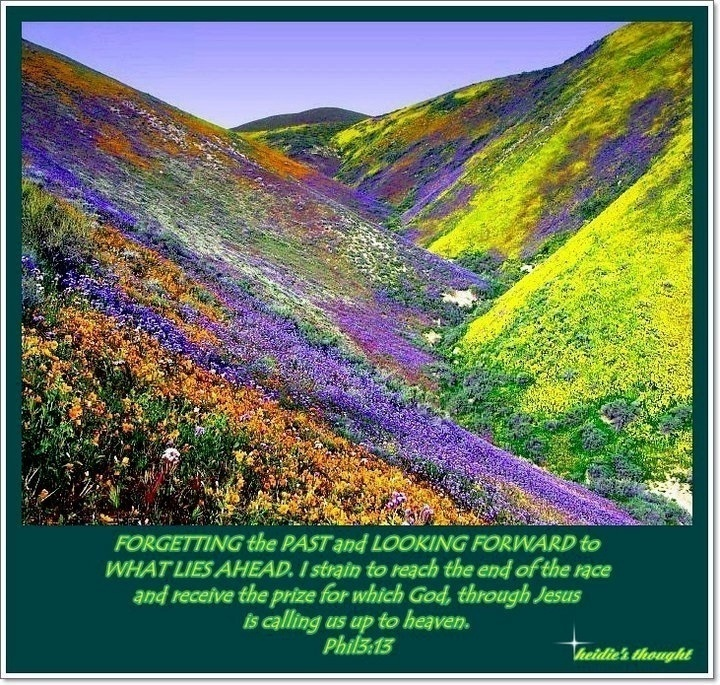 FORGETTING the PAST and LOOKING FORWARD to
WHAT LIES AHEAD. I strain to reach the end of the race
and receive the prize for which God, through Jesus
is calling us up to heaven.
Phil3:13
heidie's thought